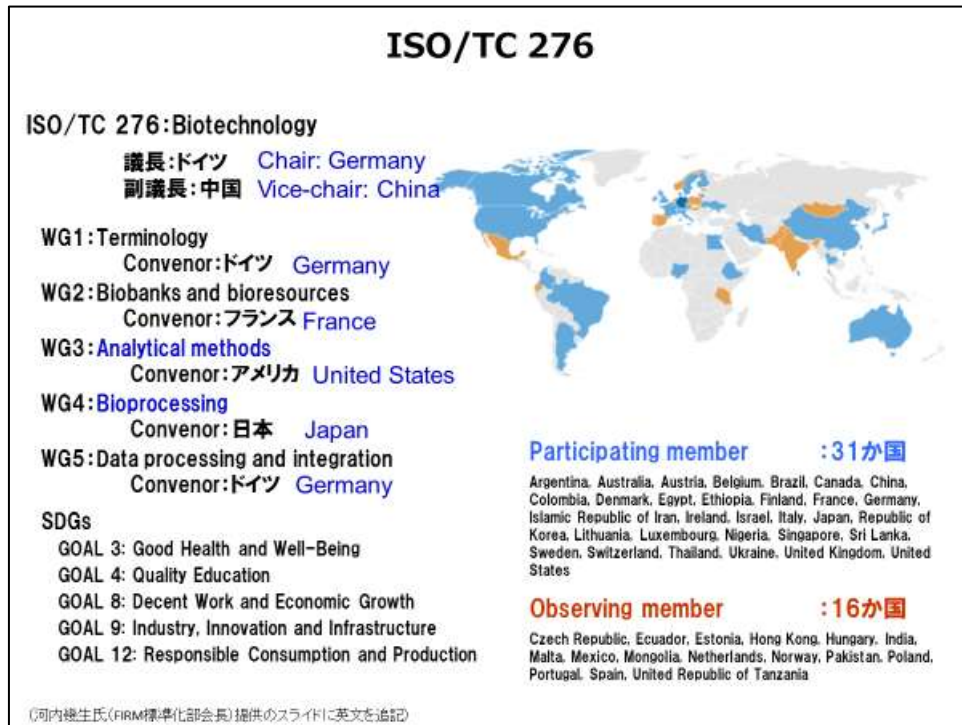 ISO/TC 276
ISO/TC 276:Biotechnology
議長:ドイツ Chair: Germany
副議長:中国 Vice-chair: China
WG1:Terminology
Convenor:ドイツ Germany
WG2:Biobanks and bioresources
Convenor:フランス France
WG3:Analytical methods
Convenor:アメリカ United States
WG4:Bioprocessing
Convenor:日本 Japan
WG5:Data processing and integration
Convenor:ドイツ Germany
SDGs
GOAL 3: Good Health and Well-Being
GOAL 4: Quality Education
GOAL 8: Decent Work and Economic Growth
GOAL 9: Industry, Innovation and Infrastructure
GOAL 12: Responsible Consumption and Production
Participating member :31か国
Argentina, Australia, Austria, Belgium, Brazil, Canada, China,
Colombia, Denmark, Egypt, Ethiopia, Finland, France, Germany,
Islamic Republic of Iran, Ireland, Israel, Italy, Japan, Republic of
Korea, Lithuania, Luxembourg, Nigeria, Singapore, Sri Lanka,
Sweden, Switzerland, Thailand, Ukraine, United Kingdom, United
States
Observing member :16か国
Czech Republic, Ecuador, Estonia, Hong Kong, Hungary, India,
Malta, Mexico, Mongolia, Netherlands, Norway, Pakistan, Poland,
Portugal, Spain, United Republic of Tanzania
(河内幾生氏(FIRM標準化部会長)提供のスライドに英文を追記)